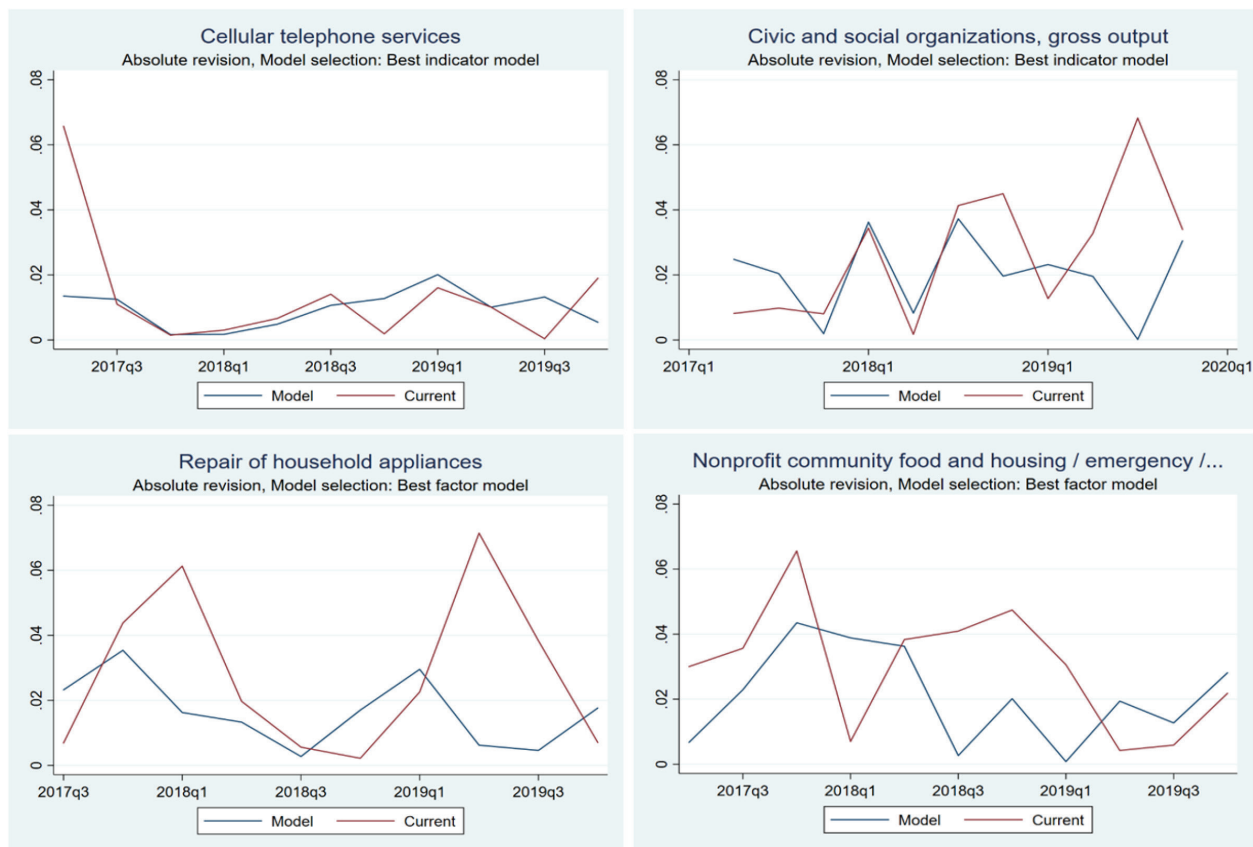 Cellular telephone services
Absolute revision, Model selection: Best indicator model
.08
.06
.04
.02
0
2017q3 2018q1 2018q3 2019q1 2019q3
Model Current
Civic and social organizations, gross output
Absolute revision, Model selection: Best indicator model
.08
.06
.04
.02
0
2017q1 2018q1 2019q1 2020q1
Model Current
Repair of household appliances
Absolute revision, Model selection: Best factor model
.08
.06
.04
.02
0
2017q3 2018q1 2018q3 2019q1 2019q3
Model Current
Nonprofit community food and housing / emergency /...
Absolute revision, Model selection: Best factor model
.08
.06
.04
.02
0
2017q3 2018q1 2018q3 2019q1 2019q3
Model Current